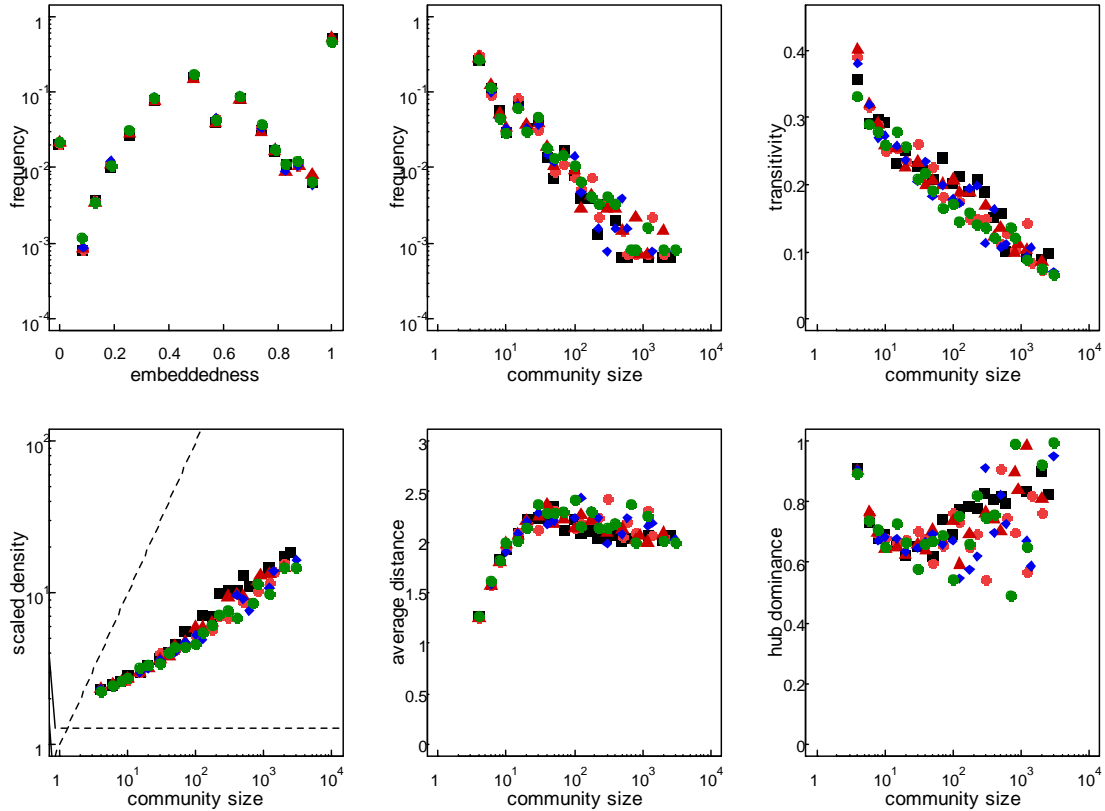 1
10^-1
10^-2
10^-3
10^-4
frequency
0 0.2 0.4 0.6 0.8 1
embeddedness
1
10^-1
10^-2
10^-3
10^-4
frequency
1 10^1 10^2 10^3 10^4
community size
0.4
0.3
0.2
0.1
0
transitivity
1 10^1 10^2 10^3 10^4
community size
10^2
10
1
scaled density
1 10^1 10^2 10^3 10^4
community size
3
2.5
2
1.5
1
0.5
0
average distance
1 10^1 10^2 10^3 10^4
community size
1
0.8
0.6
0.4
0.2
0
hub dominance
1 10^1 10^2 10^3 10^4
community size